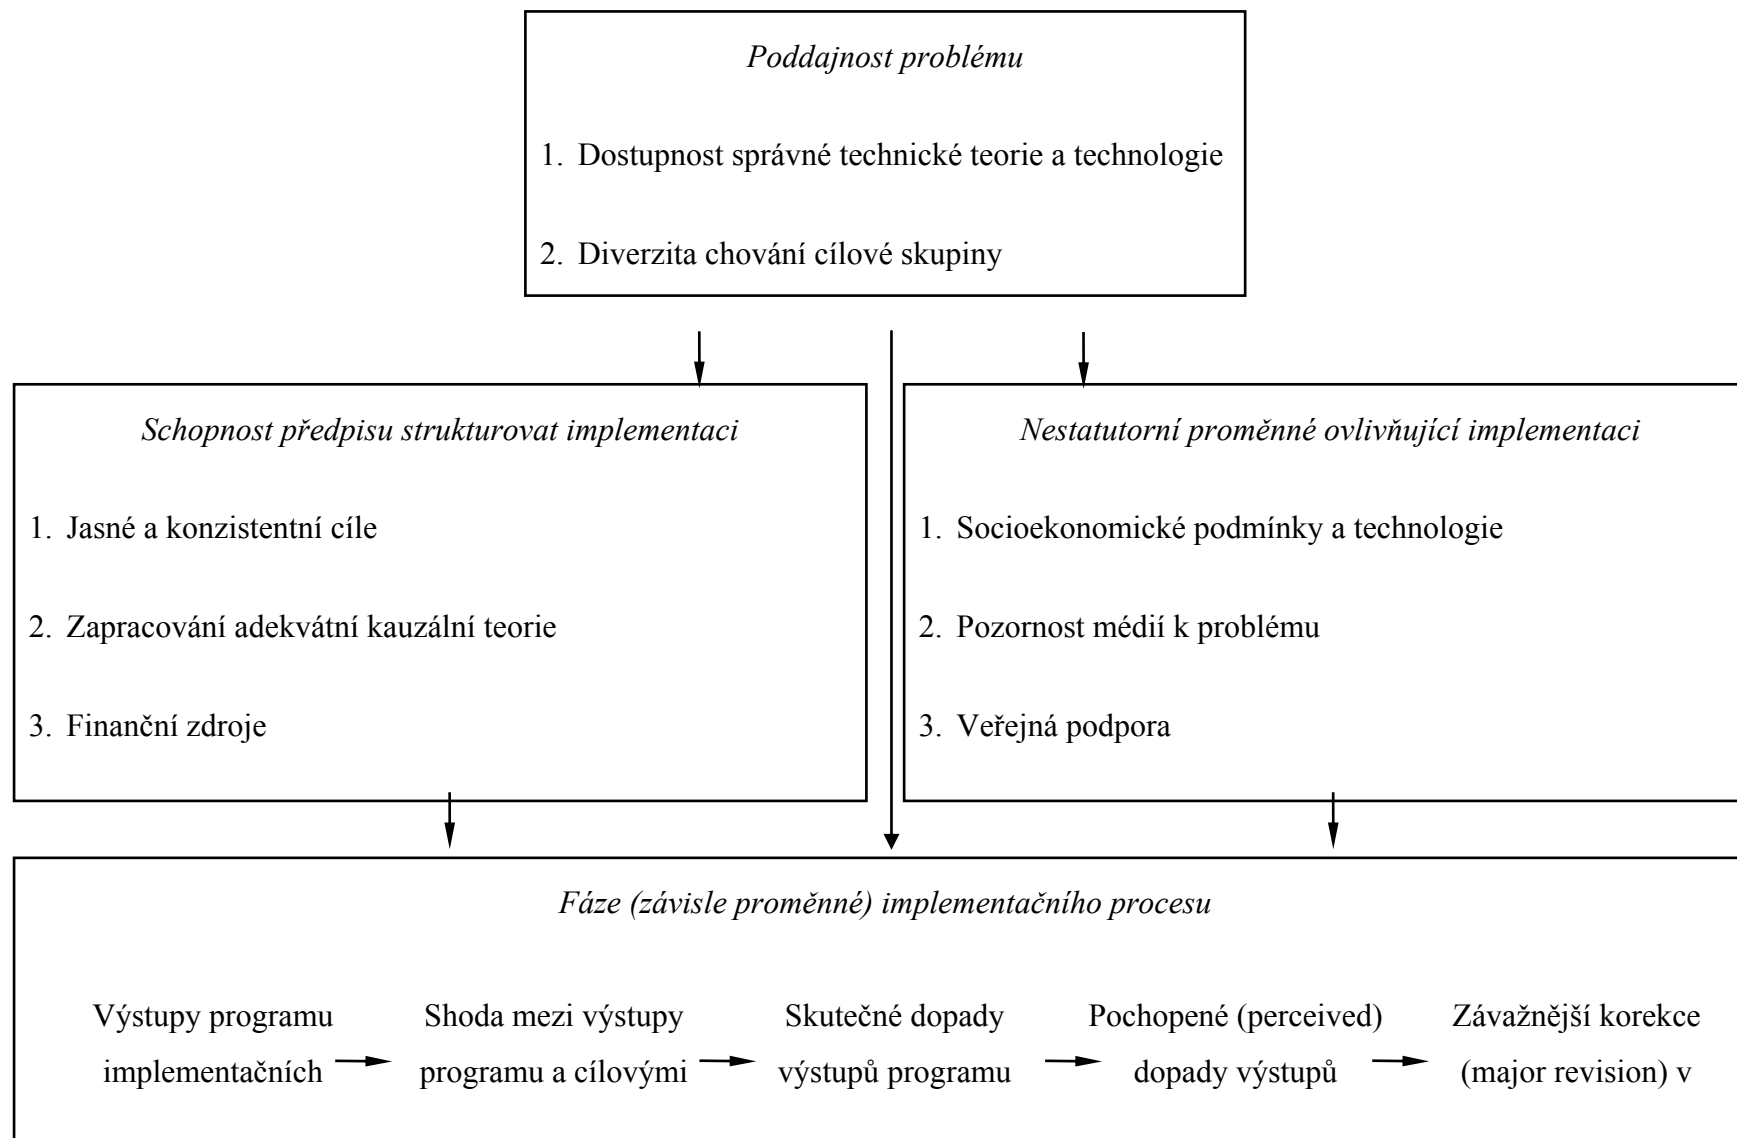 Poddajnost problému
1. Dostupnost správné technické teorie a technologie
2. Diverzita chování cílové skupiny
Schopnost předpisu strukturovat implementaci
1. Jasné a konzistentní cíle
2. Zapracování adekvátní kauzální teorie
3. Finanční zdroje
Nestatutorní proměnné ovlivňující implementaci
1. Socioekonomické podmínky a technologie
2. Pozornost médií k problému
3. Veřejná podpora
Fáze (závisle proměnné) implementačního procesu
Výstupy programu
implementačních
Shoda mezi výstupy
programu a cílovými
Skutečné dopady
výstupů programu
Pochopené (perceived)
dopady výstupů
Závažnější korekce
(major revision) v